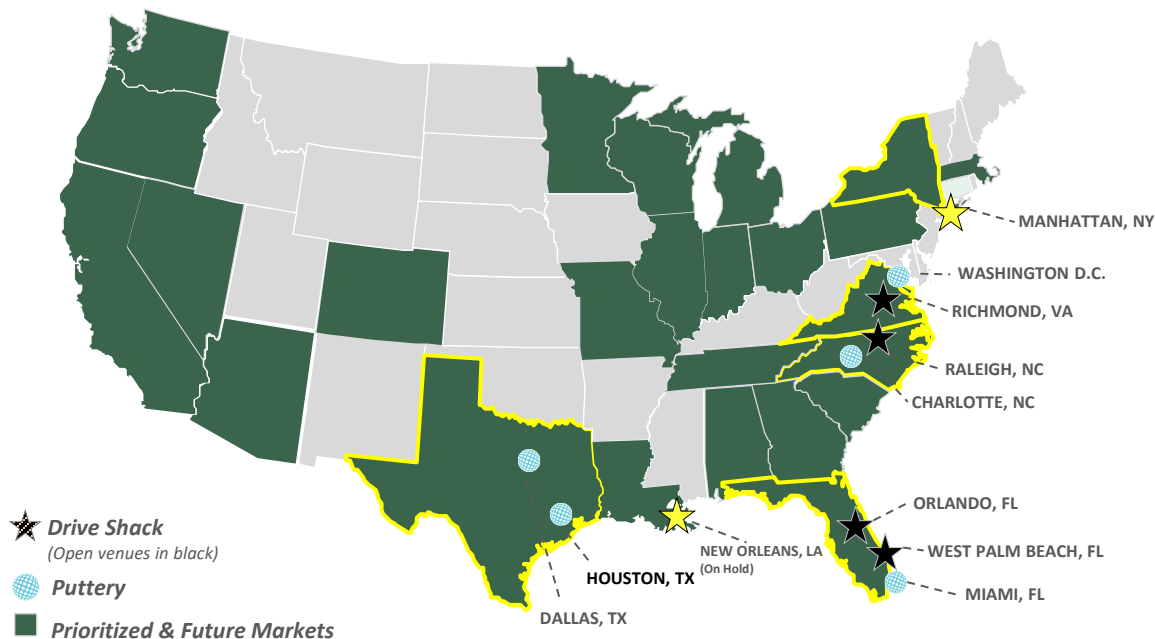 MANHATTAN, NY
WASHINGTON D.C.
RICHMOND, VA
RALEIGH, NC
CHARLOTTE, NC
ORLANDO, FL
WEST PALM BEACH, FL
MIAMI, FL
NEW ORLEANS, LA
(On Hold)
HOUSTON, TX
DALLAS, TX
Drive Shack
(Open venues in black)
Puttery
Prioritized & Future Markets